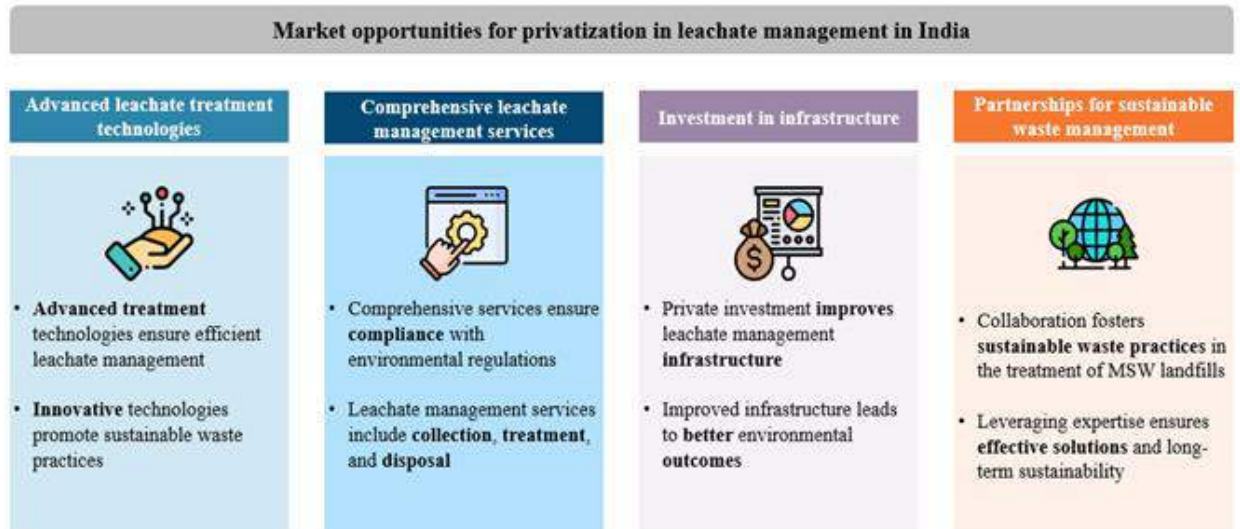 Market opportunities for privatization in leachate management in India
Advanced leachate treatment
technologies
• Advanced treatment
technologies ensure efficient
leachate management
• Innovative technologies
promote sustainable waste
practices
Comprehensive leachate
management services
• Comprehensive services ensure
compliance with
environmental regulations
• Leachate management services
include collection, treatment,
and disposal
Investment in infrastructure
$
• Private investment improves
leachate management
infrastructure
• Improved infrastructure leads
to better environmental
outcomes
Partnerships for sustainable
waste management
• Collaboration fosters
sustainable waste practices in
the treatment of MSW landfills
• Leveraging expertise ensures
effective solutions and long-
term sustainability